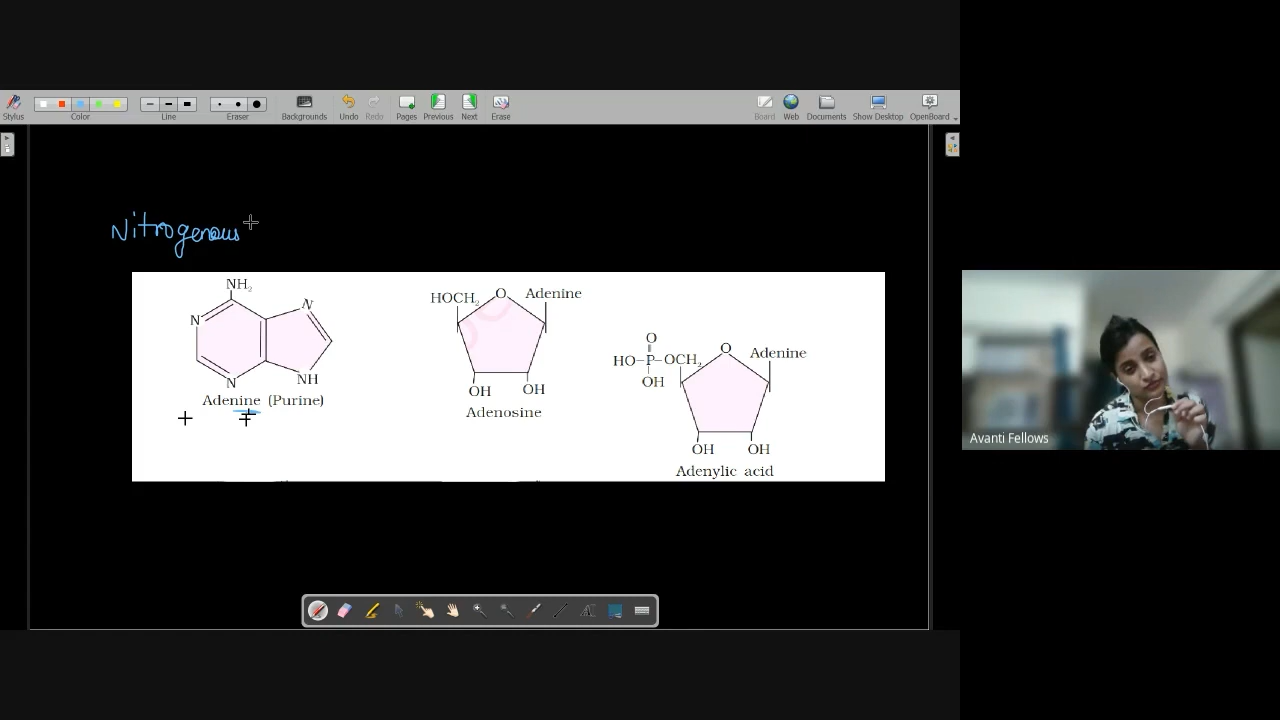 Stylus Color Line Eraser Backgrounds Undo Redo Pages Previous Next Erase Board Web Documents Show Desktop OpenBoard
Nitrogenous
NH2
N
N
N
NH
Adenine (Purine)
HOCH2 O Adenine
OH OH
Adenosine
O
HO-P-OCH2 O Adenine
OH
OH OH
Adenylic acid
Avanti Fellows